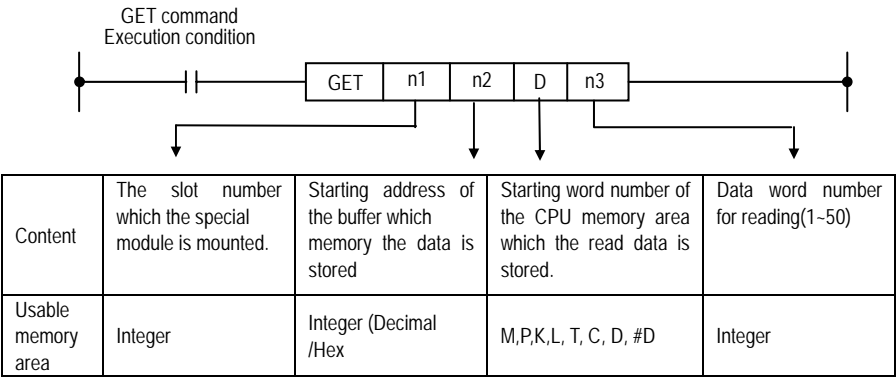 GET command
Execution condition
GET n1 n2 D n3
Content
The slot number
which the special
module is mounted.
Starting address of
the buffer which
memory the data is
stored
Starting word number of
the CPU memory area
which the read data is
stored.
Data word number
for reading(1~50)
Usable
memory
area
Integer
Integer (Decimal
/Hex
M,P,K,L, T, C, D, #D
Integer